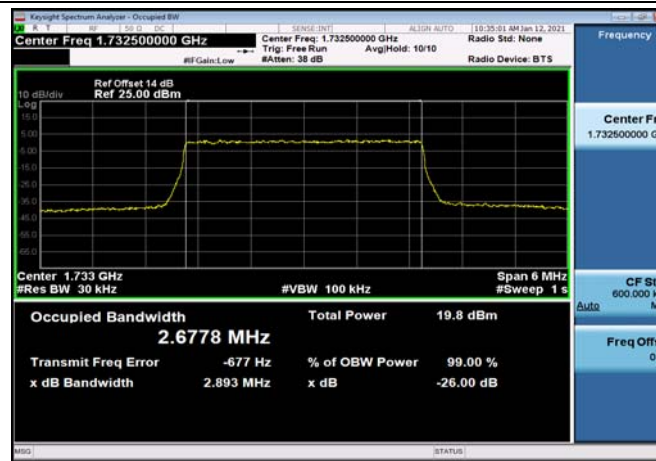 Keysight Spectrum Analyzer - Occupied BW
R T RF 50 Ω DC SENSE:INT ALIGN AUTO 10:35:01 AM Jan 12, 2021
Center Freq 1.732500000 GHz
Center Freq: 1.732500000 GHz
Radio Std: None
Trig: Free Run Avg|Hold: 10/10
#IFGain:Low
#Atten: 38 dB
Radio Device: BTS
Ref Offset 14 dB
10 dB/div Ref 25.00 dBm
Log
15.0
5.00
-5.00
-15.0
-25.0
-35.0
-45.0
-55.0
-65.0
Center 1.733 GHz Span 6 MHz
#Res BW 30 kHz #VBW 100 kHz #Sweep 1 s
Occupied Bandwidth Total Power 19.8 dBm
2.6778 MHz
Transmit Freq Error -677 Hz % of OBW Power 99.00 %
x dB Bandwidth 2.893 MHz x dB -26.00 dB
MSG STATUS
Frequency
Center Fr
1.732500000 G
CF St
600.000 k
Auto M
Freq Off
0